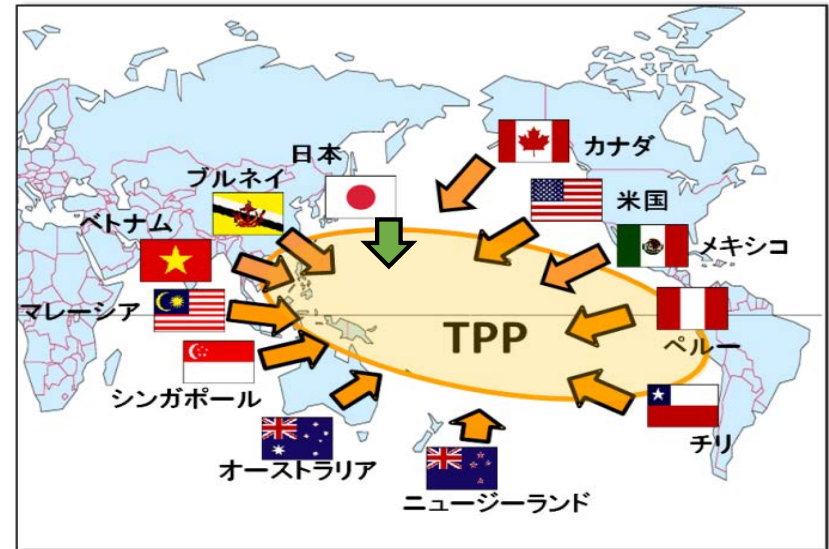 日本
カナダ
ブルネイ
米国
ベトナム
メキシコ
マレーシア
TPP
ペルー
シンガポール
チリ
オーストラリア
ニュージーランド